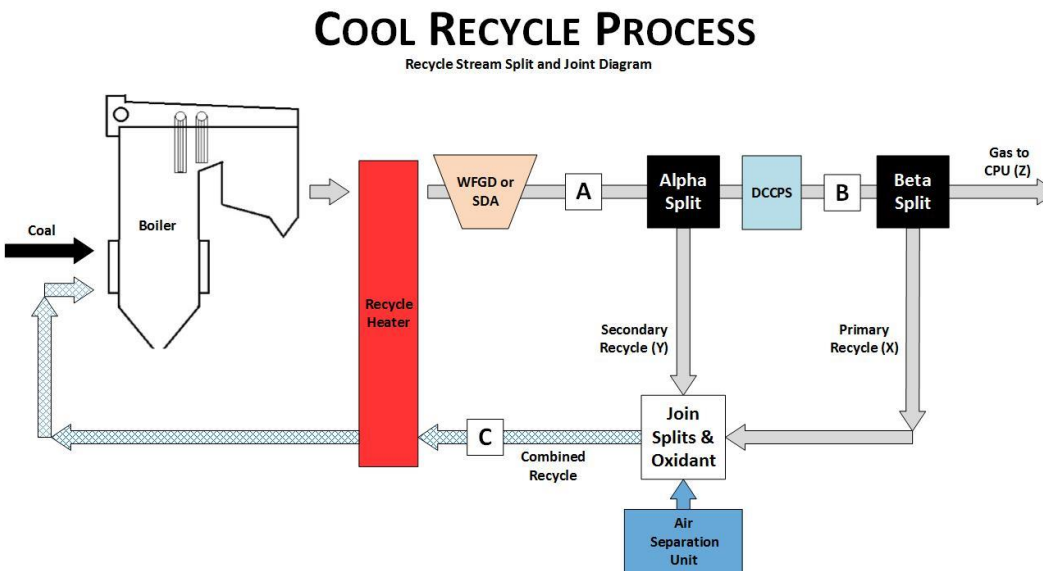 COOL RECYCLE PROCESS
Recycle Stream Split and Joint Diagram
Coal
Boiler
Recycle
Heater
WFGD or
SDA
A
Alpha
Split
DCCPS
B
Beta
Split
Gas to
CPU (Z)
Secondary
Recycle (Y)
Primary
Recycle (X)
Join
Splits &
Oxidant
C
Combined
Recycle
Air
Separation
Unit